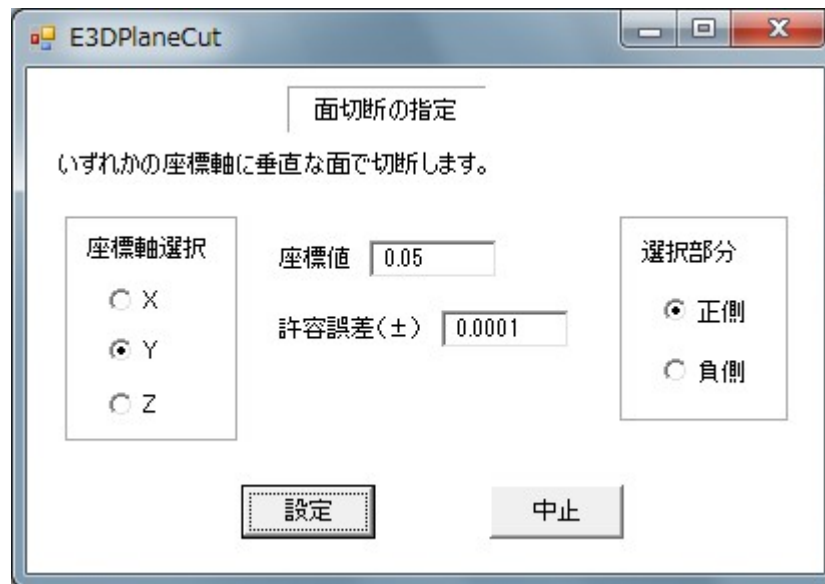 E3DPlaneCut
面切断の指定
いずれかの座標軸に垂直な面で切断します。
座標軸選択
X
Y
Z
座標値 0.05
許容誤差(±) 0.0001
選択部分
正側
負側
設定
中止